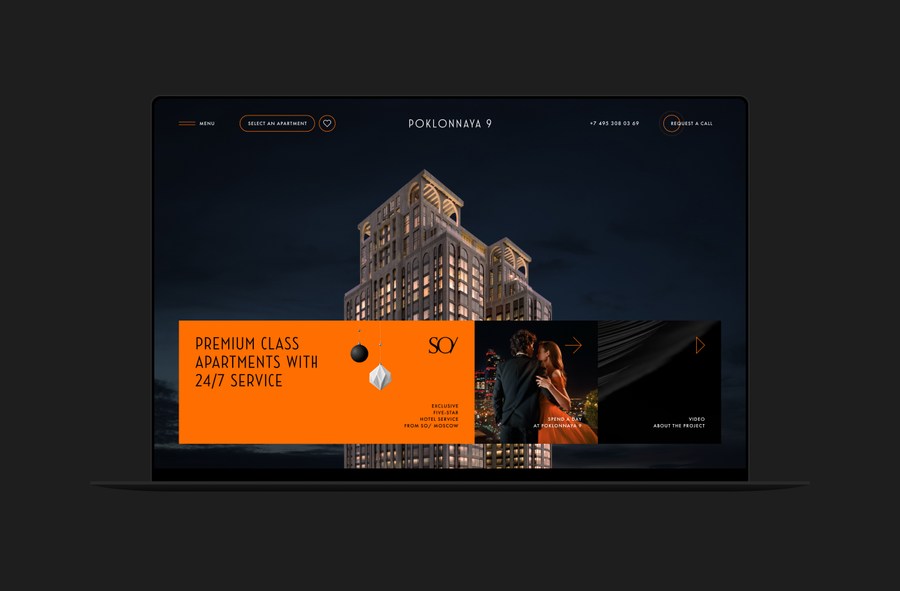 MENU
SELECT AN APARTMENT
POKLONNAYA 9
+7 495 308 03 69
REQUEST A CALL
PREMIUM CLASS
APARTMENTS WITH
24/7 SERVICE
SO/
EXCLUSIVE
FIVE-STAR
HOTEL SERVICE
FROM SO/ MOSCOW
SPEND A DAY
AT POKLONNAYA 9
VIDEO
ABOUT THE PROJECT